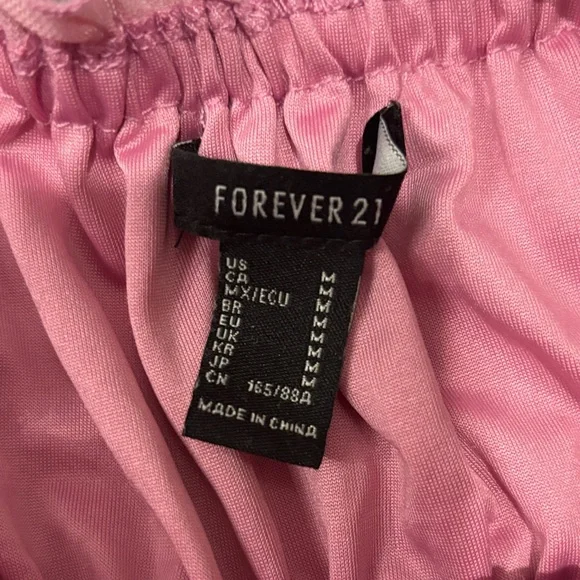 FOREVER 21
US M
CA M
MX/ECU M
BR M
EU M
UK M
KR M
JP M
CN 165/88A
MADE IN CHINA